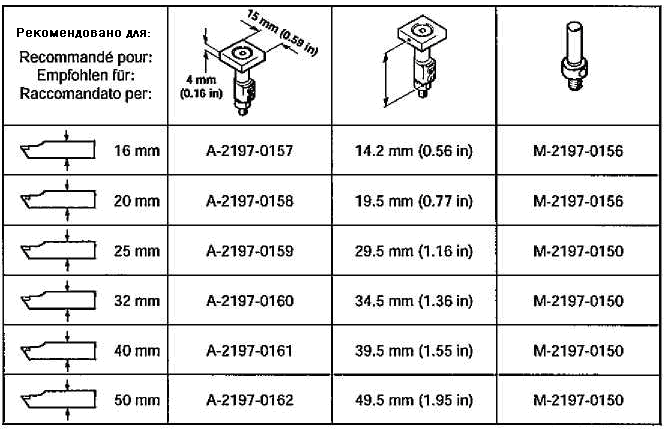 Рекомендовано для:
Recommandé pour:
Empfohlen für:
Raccomandato per:
15 mm (0.59 in)
4 mm
(0.16 in)
16 mm A-2197-0157 14.2 mm (0.56 in) M-2197-0156
20 mm A-2197-0158 19.5 mm (0.77 in) M-2197-0156
25 mm A-2197-0159 29.5 mm (1.16 in) M-2197-0150
32 mm A-2197-0160 34.5 mm (1.36 in) M-2197-0150
40 mm A-2197-0161 39.5 mm (1.55 in) M-2197-0150
50 mm A-2197-0162 49.5 mm (1.95 in) M-2197-0150